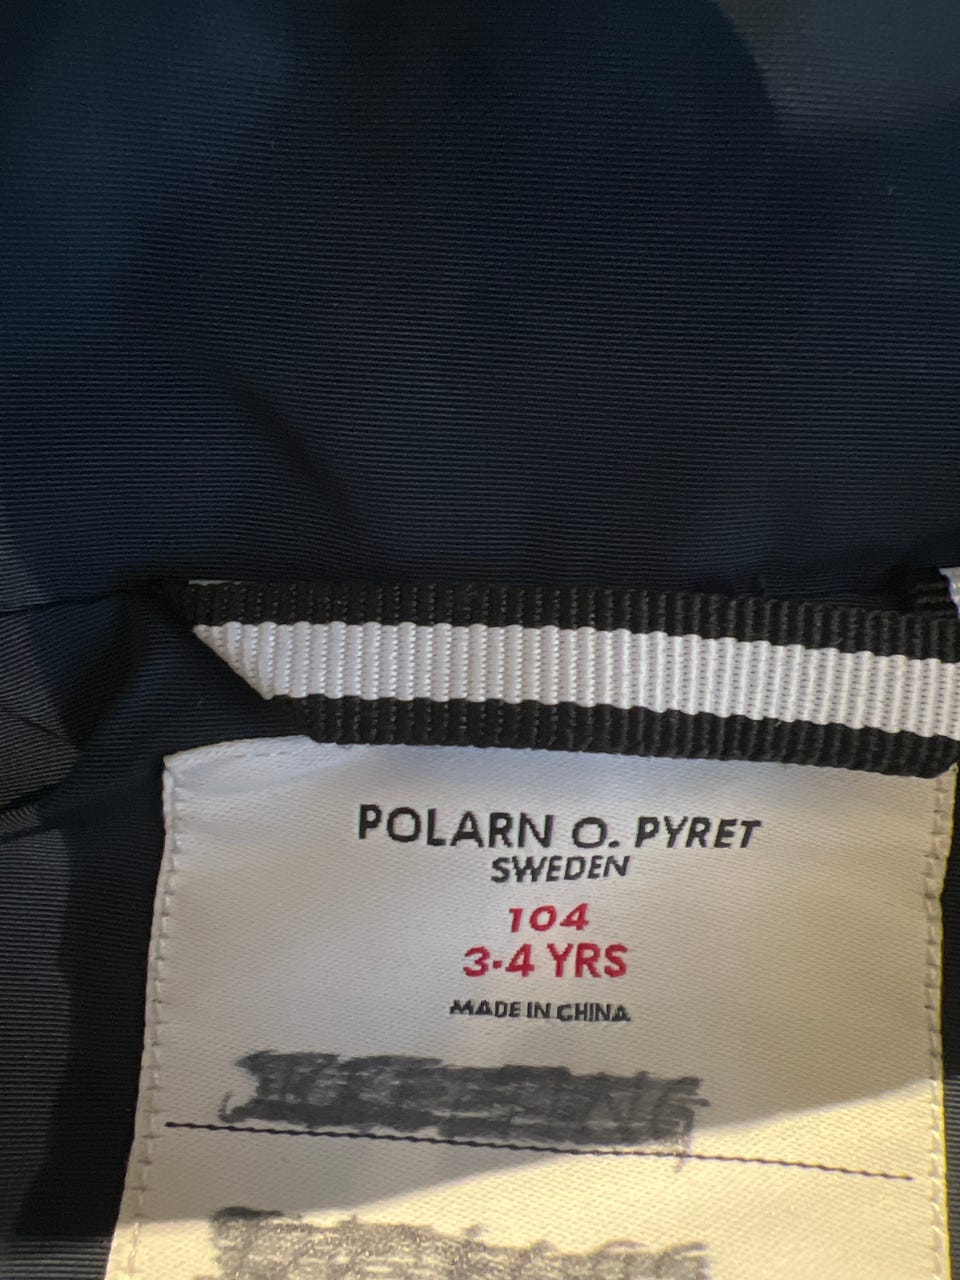 POLARN O. PYRET
SWEDEN
104
3-4 YRS
MADE IN CHINA